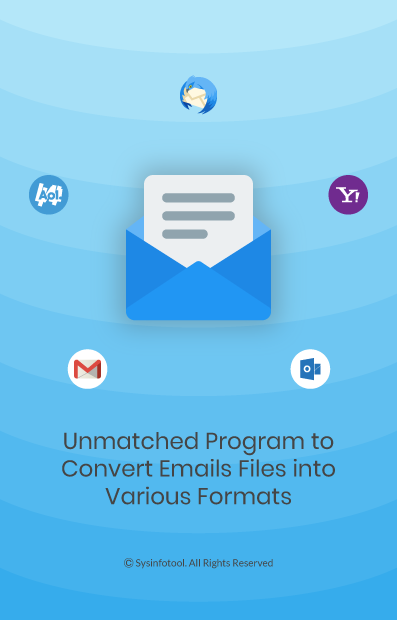 Aol!
Y!
Unmatched Program to
Convert Emails Files into
Various Formats
© Sysinfotool. All Rights Reserved